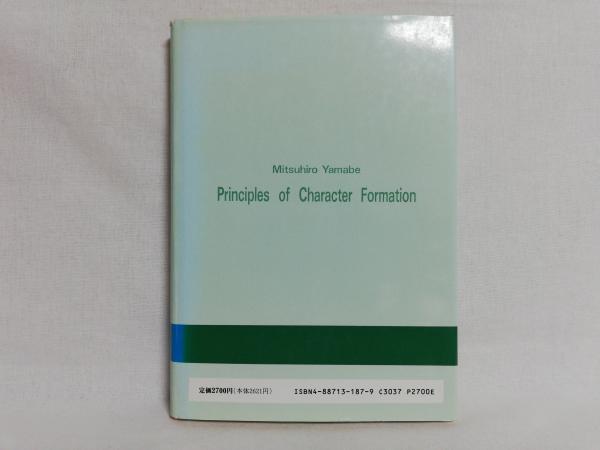 Mitsuhiro Yamabe
Principles of Character Formation
定価2700円(本体2621円) ISBN4-88713-187-9 C3037 P2700E